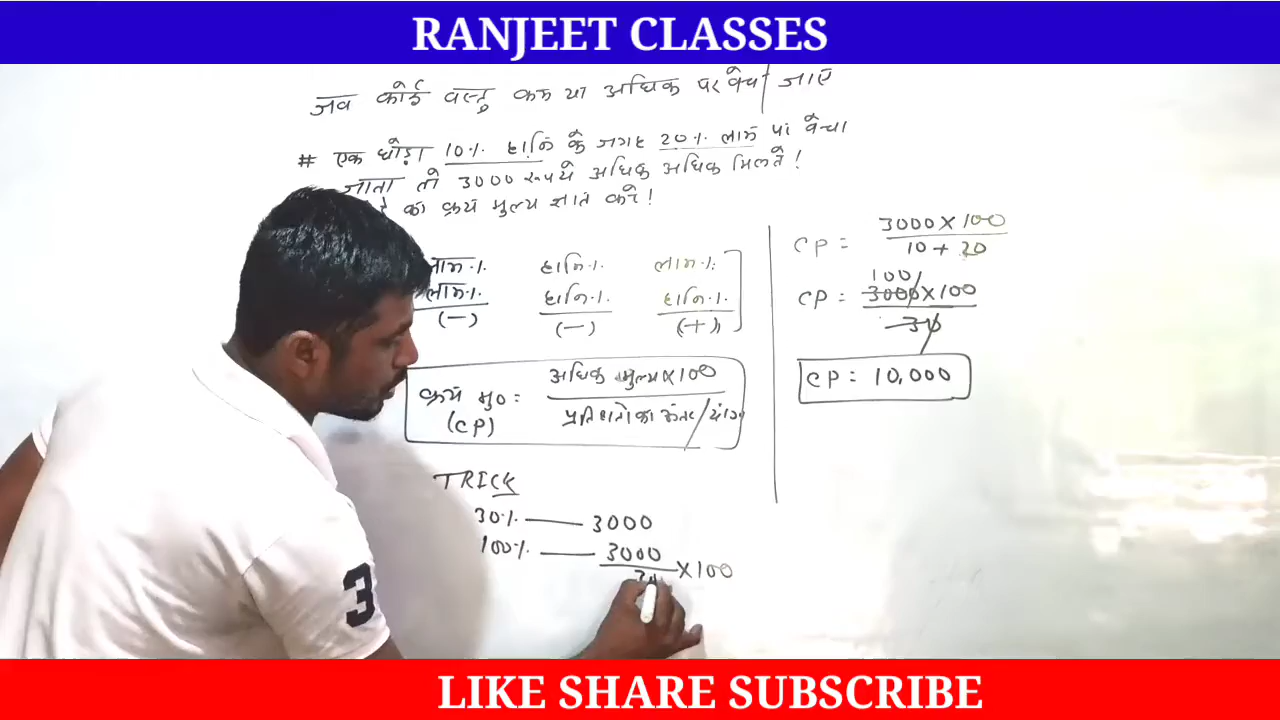 RANJEET CLASSES
जब कोई वस्तु कम या अधिक पर बेचा जाए
# एक घोड़ा 10% हानि के जगह 20% लाभ पर बेचा
जाता तो 3000 रूपये अधिक अधिक मिलते!
का क्रय मुल्य ज्ञात करे!
लाभ% हानि% लाभ%
लाभ% हानि% हानि%
(-) (-) (+)
क्रय मु० = अधिक मुल्य×100
(CP) प्रतिशतो का अंतर/योग
TRICK
30% — 3000
100% — 3000
×100
CP = 3000×100
10+20
100
CP = 3000×100
30
CP = 10,000
3
LIKE SHARE SUBSCRIBE